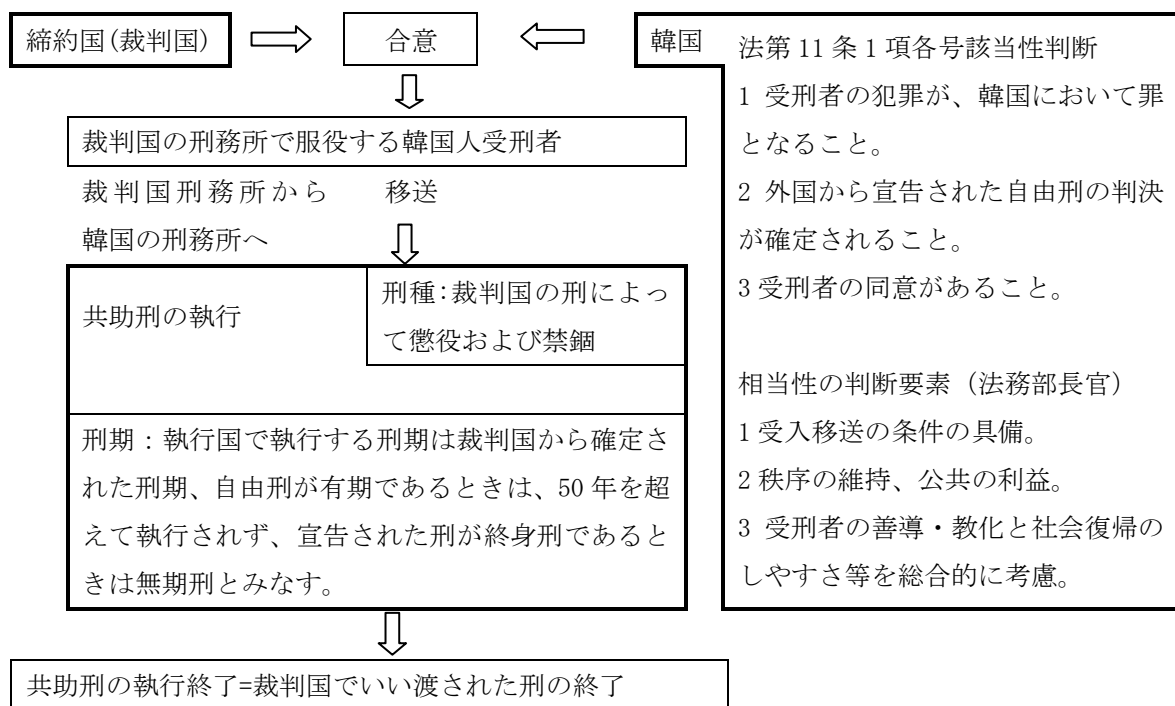 締約国(裁判国)
合意
韓国
裁判国の刑務所で服役する韓国人受刑者
裁判国刑務所から 移送
韓国の刑務所へ
共助刑の執行
刑種：裁判国の刑によっ
て懲役および禁錮
刑期：執行国で執行する刑期は裁判国から確定さ
れた刑期、自由刑が有期であるときは、50 年を超
えて執行されず、宣告された刑が終身刑であると
きは無期刑とみなす。
共助刑の執行終了=裁判国でいい渡された刑の終了
法第 11 条 1 項各号該当性判断
1 受刑者の犯罪が、韓国において罪
となること。
2 外国から宣告された自由刑の判決
が確定されること。
3 受刑者の同意があること。
相当性の判断要素（法務部長官）
1 受入移送の条件の具備。
2 秩序の維持、公共の利益。
3 受刑者の善導・教化と社会復帰の
しやすさ等を総合的に考慮。